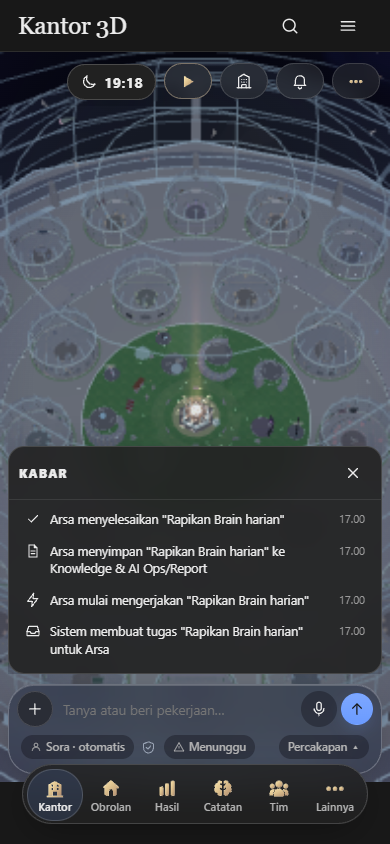 Kantor 3D
19:18
KABAR
Arsa menyelesaikan "Rapikan Brain harian" 17.00
Arsa menyimpan "Rapikan Brain harian" ke 17.00
Knowledge & AI Ops/Report
Arsa mulai mengerjakan "Rapikan Brain harian" 17.00
Sistem membuat tugas "Rapikan Brain harian" 17.00
untuk Arsa
Tanya atau beri pekerjaan...
Sora · otomatis Menunggu Percakapan
Kantor Obrolan Hasil Catatan Tim Lainnya